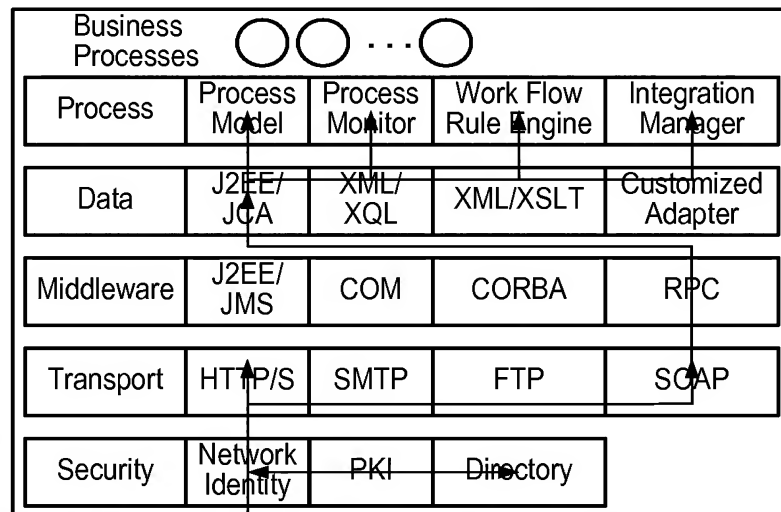 Business
Processes
...
Process
Process
Model
Process
Monitor
Work Flow
Rule Engine
Integration
Manager
Data
J2EE/
JCA
XML/
XQL
XML/XSLT
Customized
Adapter
Middleware
J2EE/
JMS
COM
CORBA
RPC
Transport
HTTP/S
SMTP
FTP
SOAP
Security
Network
Identity
PKI
Directory